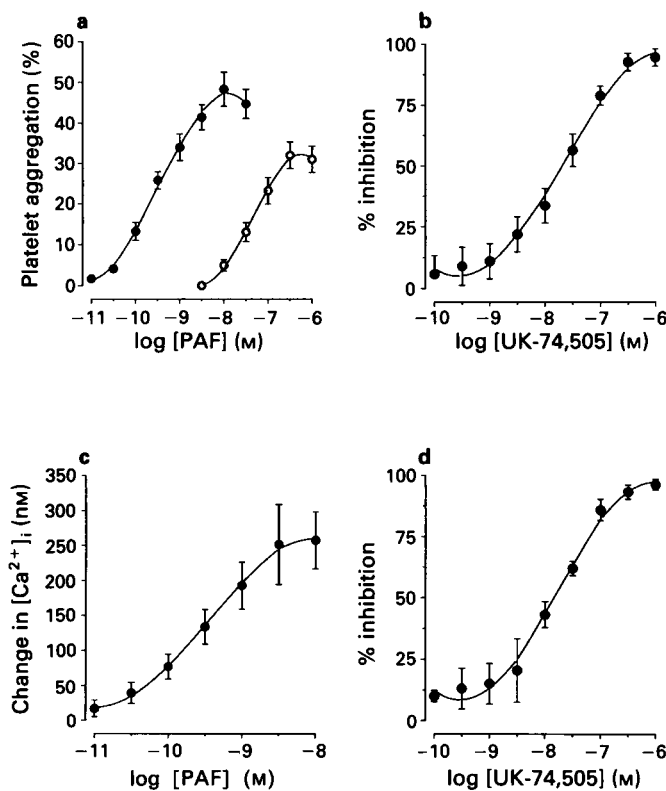 a
Platelet aggregation (%)
60
50
40
30
20
10
0
−11 −10 −9 −8 −7 −6
log [PAF] (M)
b
% inhibition
100
75
50
25
0
−10 −9 −8 −7 −6
log [UK-74,505] (M)
c
Change in [Ca²⁺]ᵢ (nM)
350
300
250
200
150
100
50
0
−11 −10 −9 −8
log [PAF] (M)
d
% inhibition
100
75
50
25
0
−10 −9 −8 −7 −6
log [UK-74,505] (M)